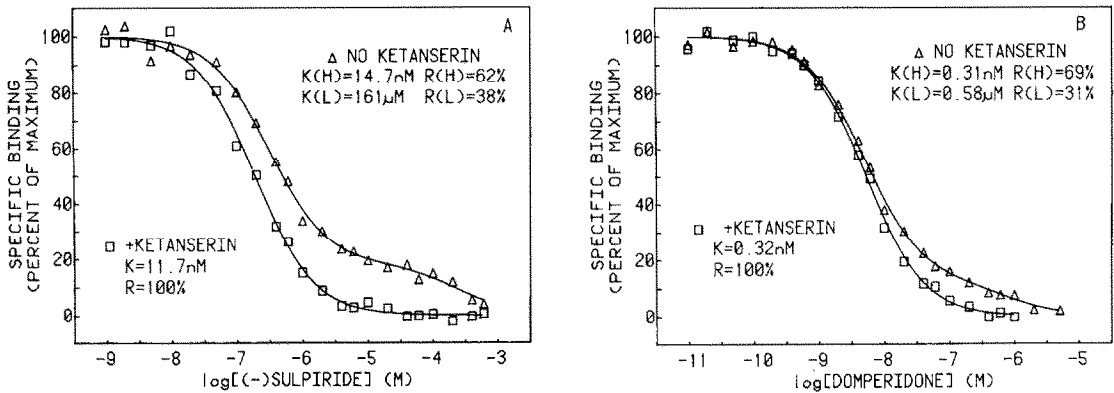 A
△ NO KETANSERIN
K(H)=14.7nM R(H)=62%
K(L)=161μM R(L)=38%
SPECIFIC BINDING
(PERCENT OF MAXIMUM)
100
80
60
40
20
0
□ +KETANSERIN
K=11.7nM
R=100%
-9 -8 -7 -6 -5 -4 -3
log[(-)SULPIRIDE] (M)
B
△ NO KETANSERIN
K(H)=0.31nM R(H)=69%
K(L)=0.58μM R(L)=31%
SPECIFIC BINDING
(PERCENT OF MAXIMUM)
100
80
60
40
20
0
□ +KETANSERIN
K=0.32nM
R=100%
-11 -10 -9 -8 -7 -6 -5
log[DOMPERIDONE] (M)